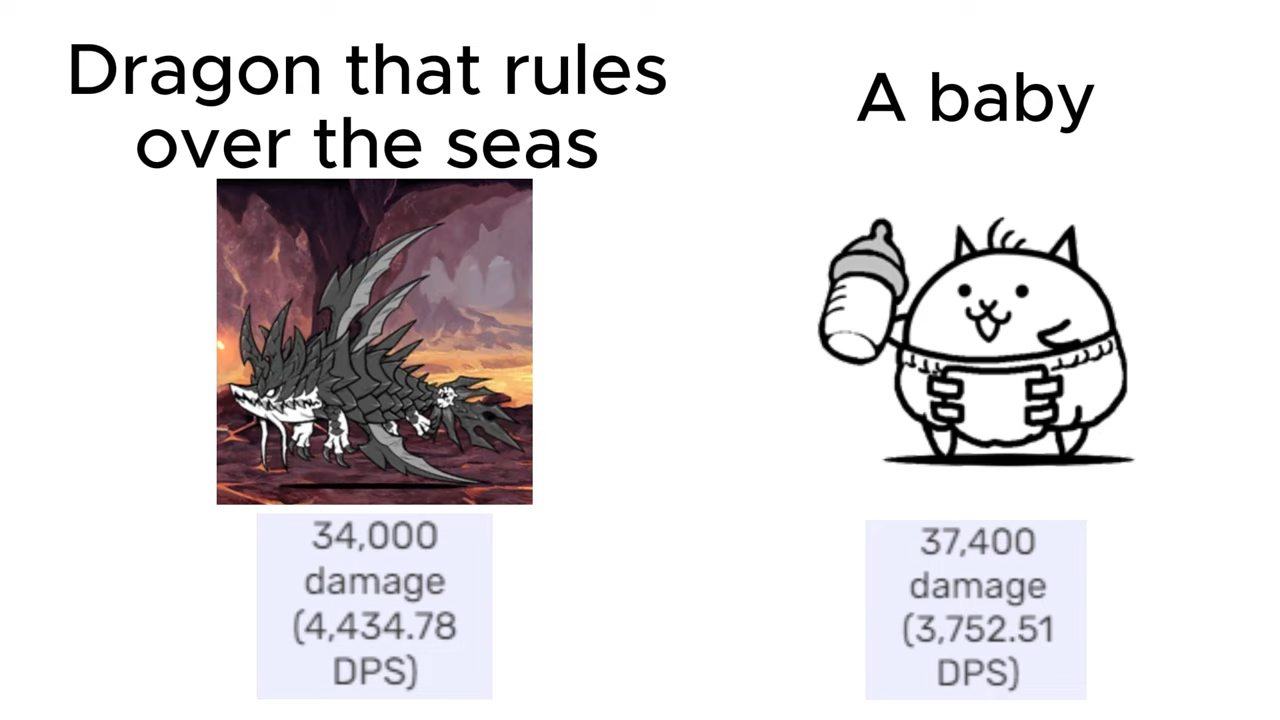 Dragon that rules
over the seas
34,000
damage
(4,434.78
DPS)
A baby
37,400
damage
(3,752.51
DPS)